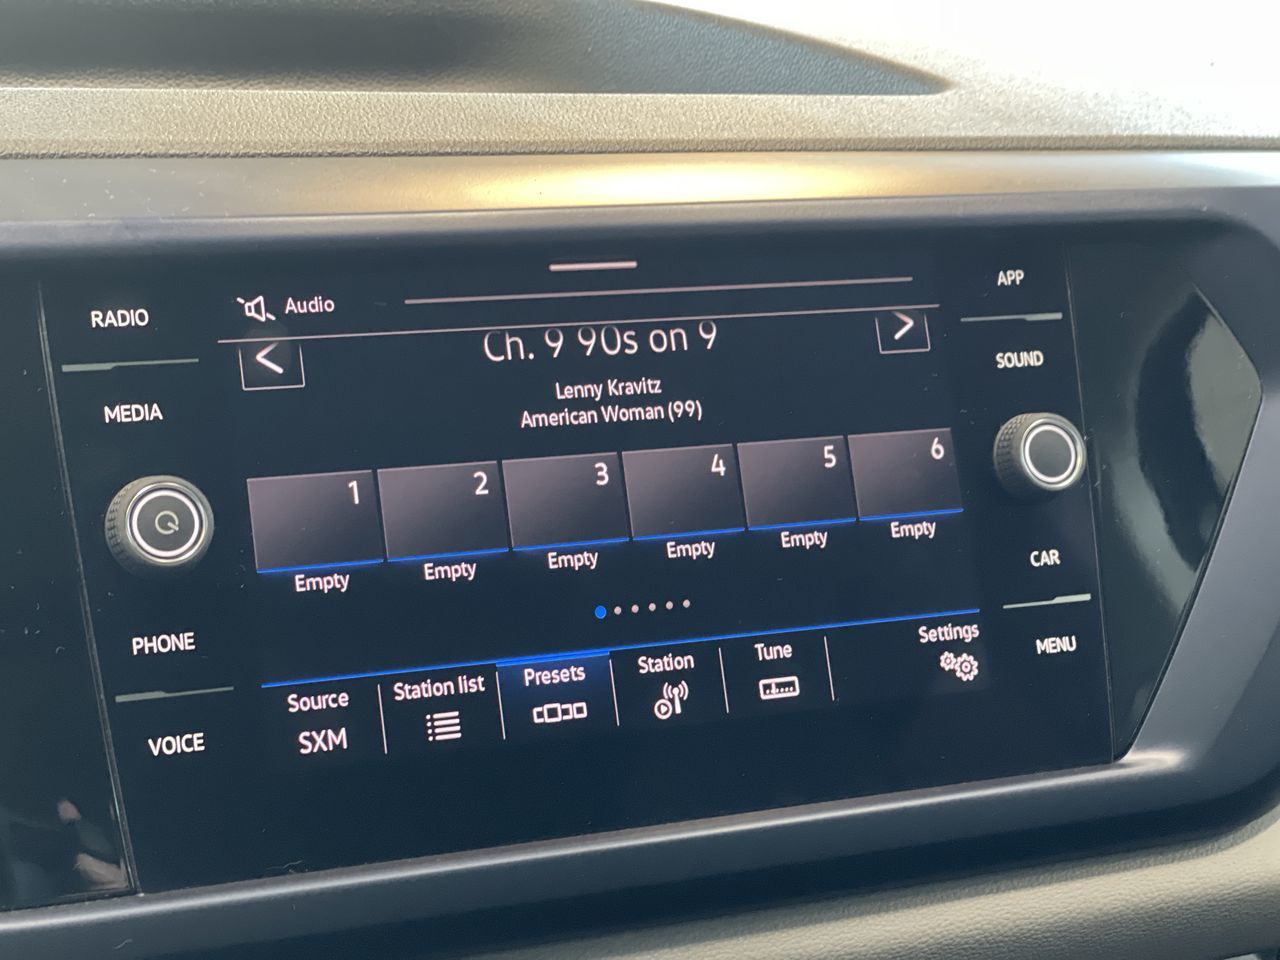 RADIO
MEDIA
PHONE
VOICE
Audio
Ch. 9 90s on 9
Lenny Kravitz
American Woman (99)
1 2 3 4 5 6
Empty Empty Empty Empty Empty Empty
Source Station list Presets Station Tune Settings
SXM
APP
SOUND
CAR
MENU